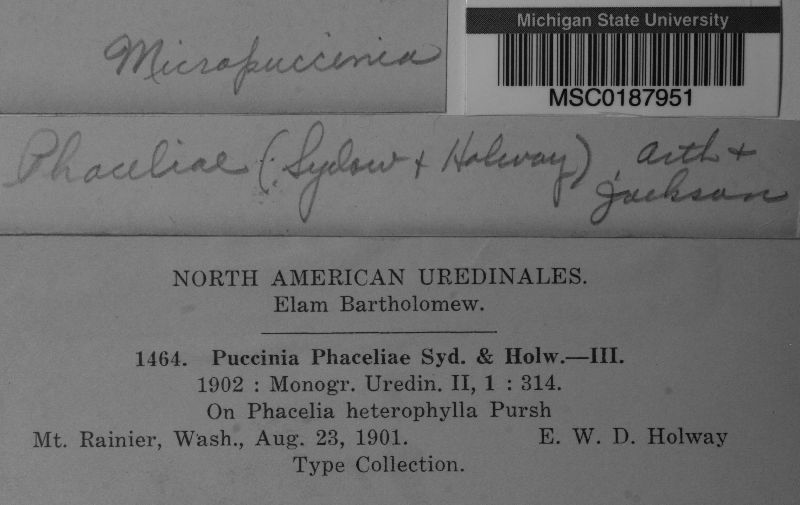 Micropuccinia
Michigan State University
MSC0187951
Phaceliae (Sydow + Holway) Arth +
Jackson
NORTH AMERICAN UREDINALES.
Elam Bartholomew.
1464. Puccinia Phaceliae Syd. & Holw.—III.
1902 : Monogr. Uredin. II, 1 : 314.
On Phacelia heterophylla Pursh
Mt. Rainier, Wash., Aug. 23, 1901. E. W. D. Holway
Type Collection.